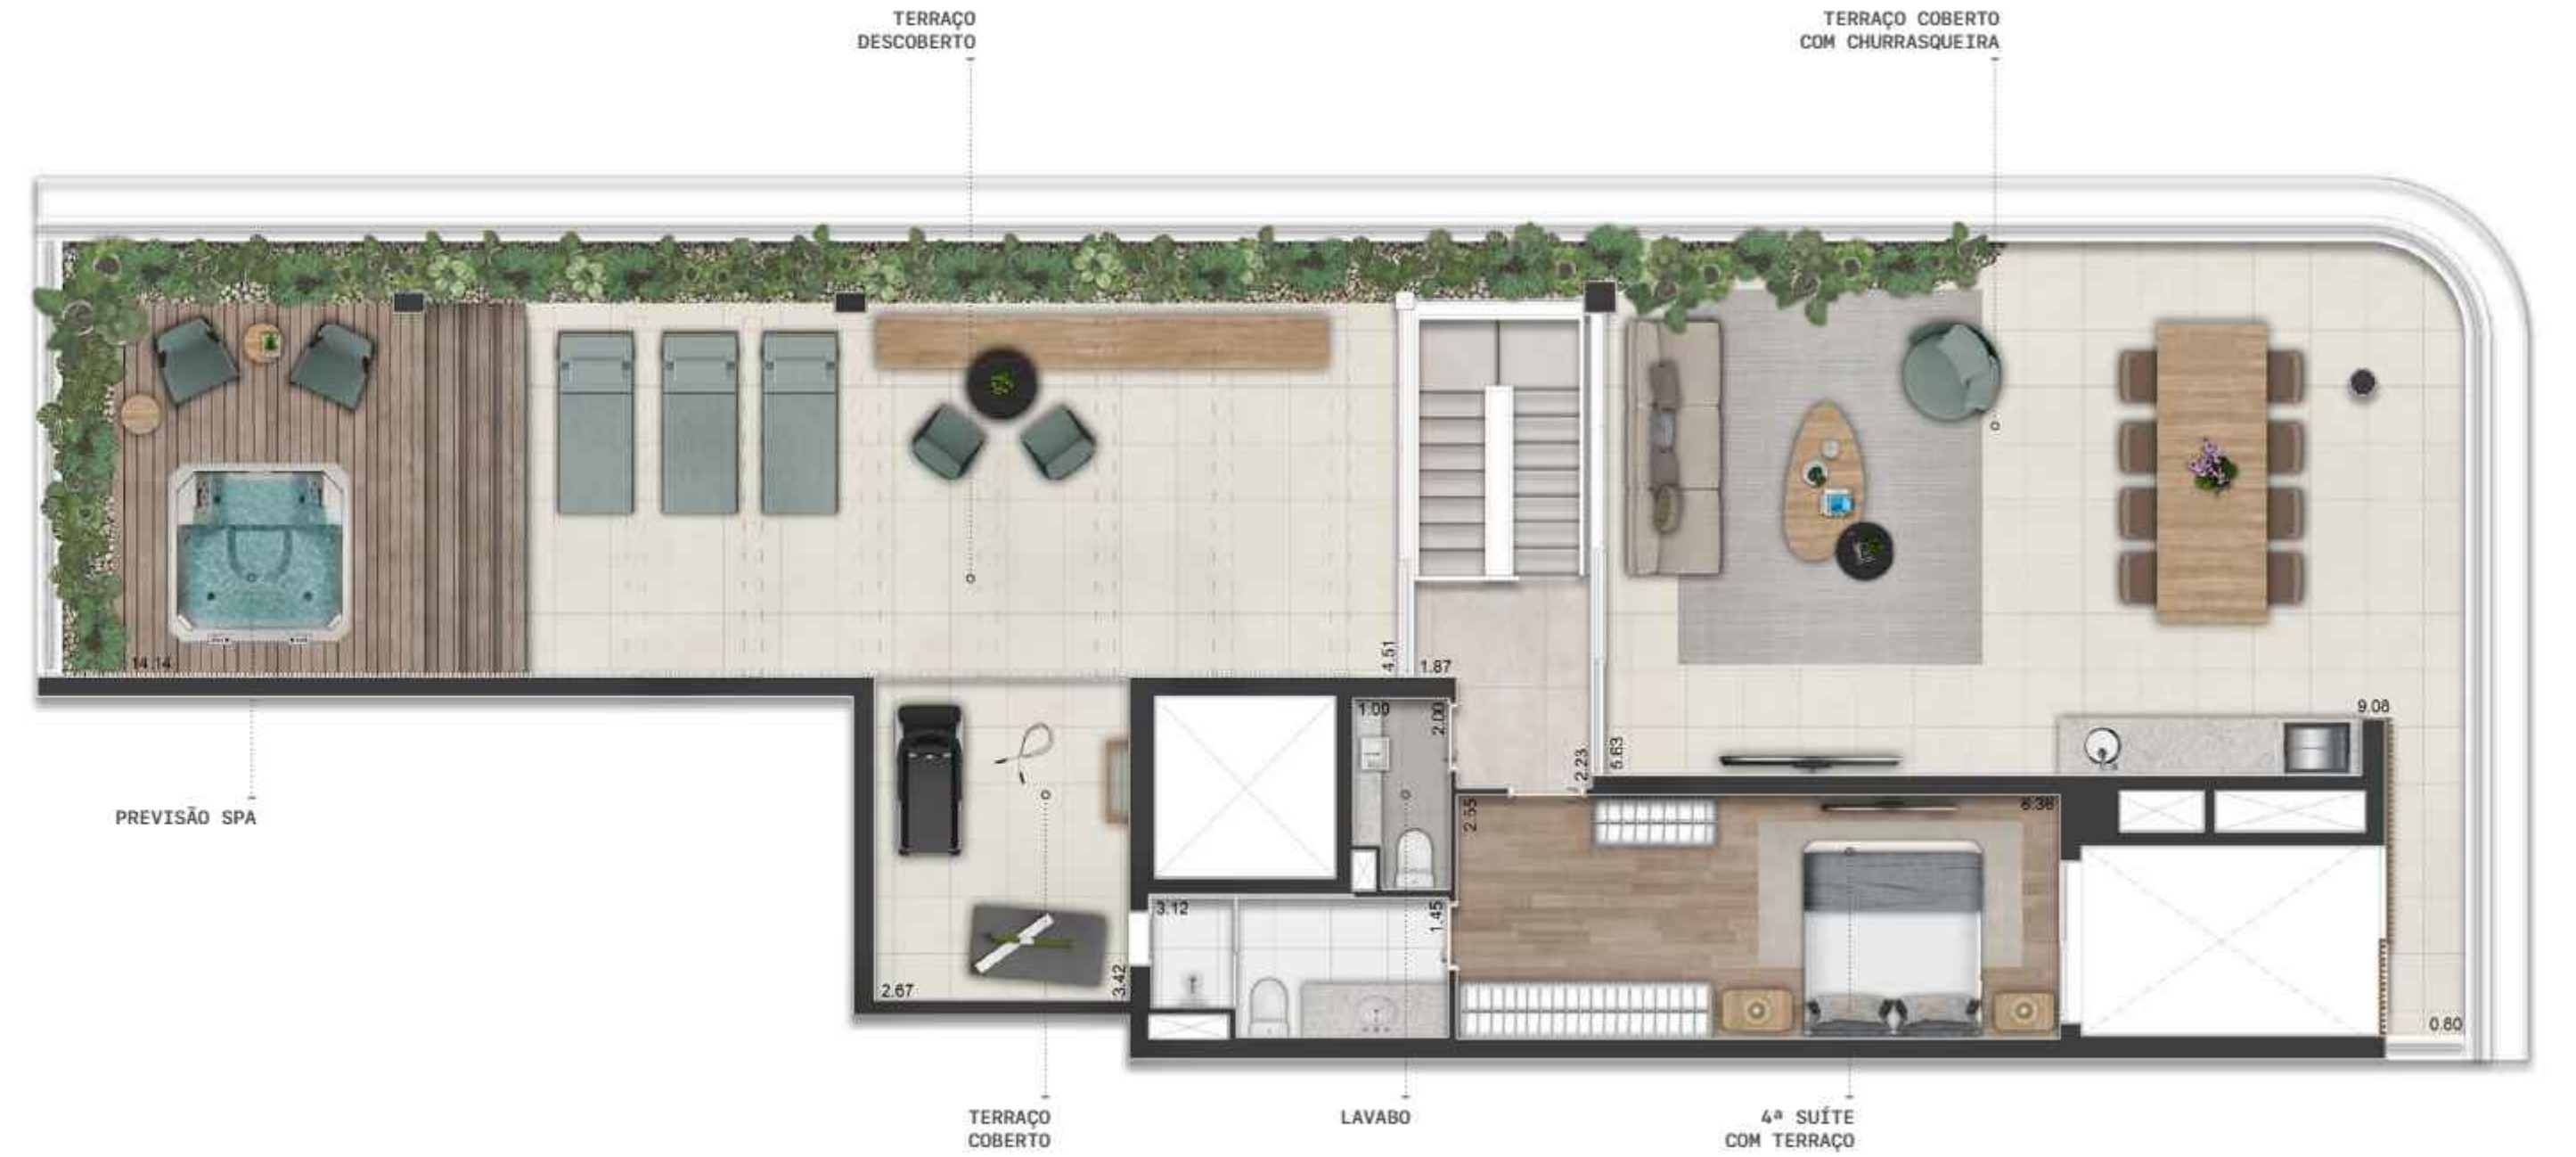 TERRAÇO
DESCOBERTO
TERRAÇO COBERTO
COM CHURRASQUEIRA
14.14
4.51
1.87
1.00
2.00
2.23
5.63
9.08
PREVISÃO SPA
2.55
6.36
3.12
1.45
2.67
3.42
0.80
TERRAÇO
COBERTO
LAVABO
4ª SUÍTE
COM TERRAÇO